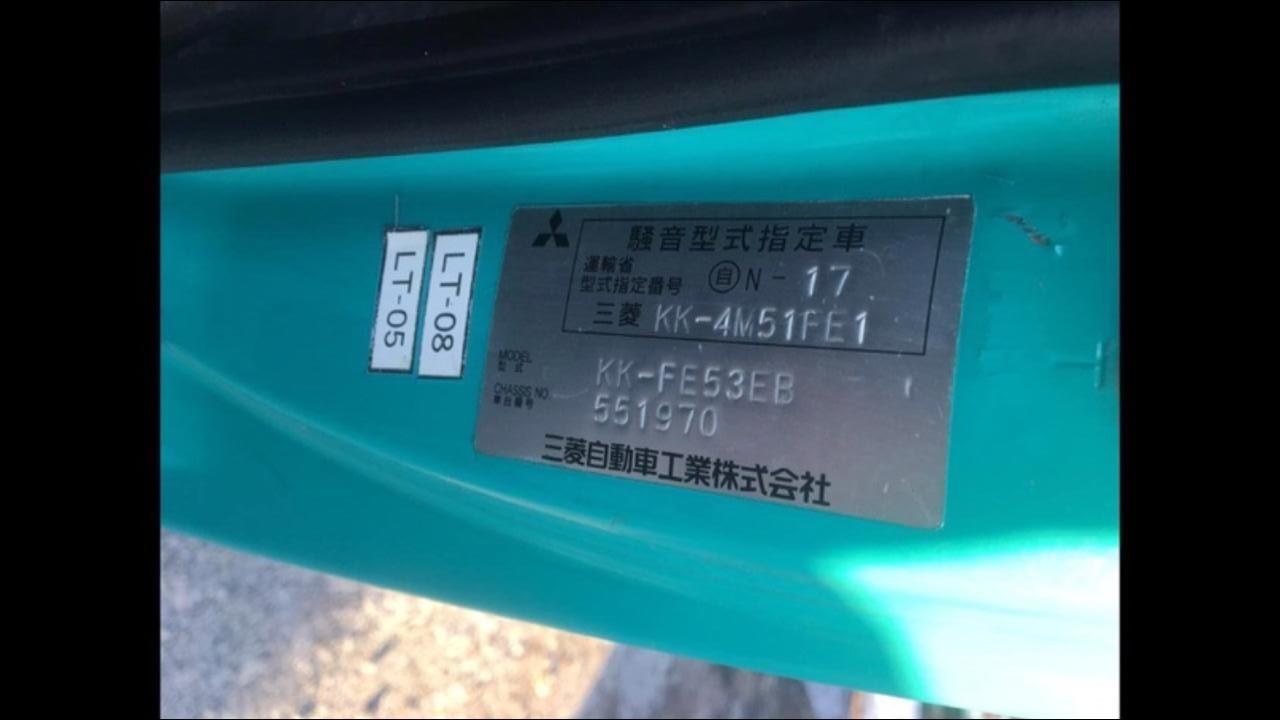 LT-05
LT-08
騒音型式指定車
運輸省
型式指定番号 自 N-17
三菱 KK-4M51FE1
MODEL
型式
KK-FE53EB
CHASSIS NO.
車台番号
551970
三菱自動車工業株式会社